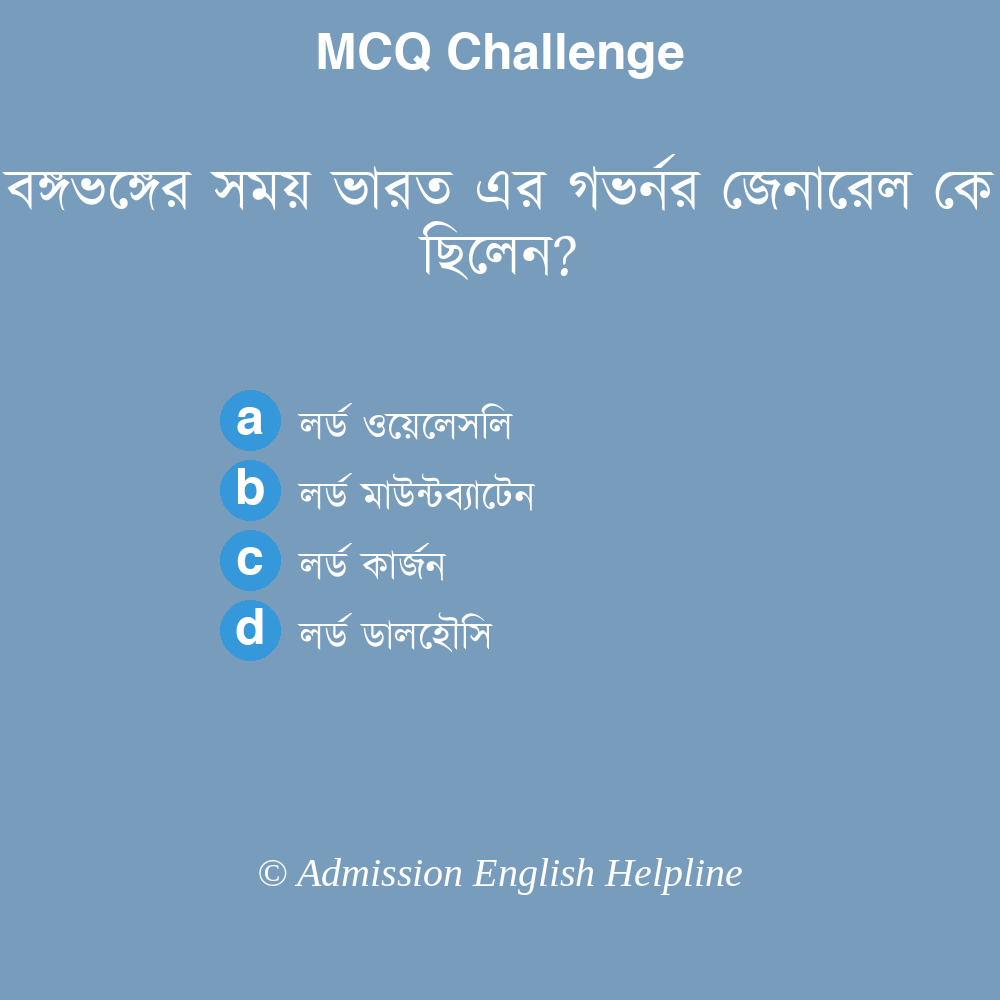 MCQ Challenge
বঙ্গভঙ্গের সময় ভারত এর গভর্নর জেনারেল কে
ছিলেন?
a লর্ড ওয়েলেসলি
b লর্ড মাউন্টব্যাটেন
c লর্ড কার্জন
d লর্ড ডালহৌসি
© Admission English Helpline